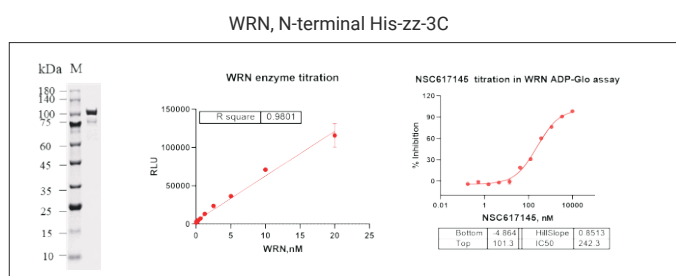 WRN, N-terminal His-zz-3C
kDa M
180
140
100
75
60
45
35
25
15
10
WRN enzyme titration
R square 0.9801
RLU
150000
100000
50000
0
0 5 10 15 20 25
WRN,nM
NSC617145 titration in WRN ADP-Glo assay
% Inhibition
120
90
60
30
0
0.01 1 100 10000
NSC617145, nM
Bottom -4.864 HillSlope 0.8513
Top 101.3 IC50 242.3